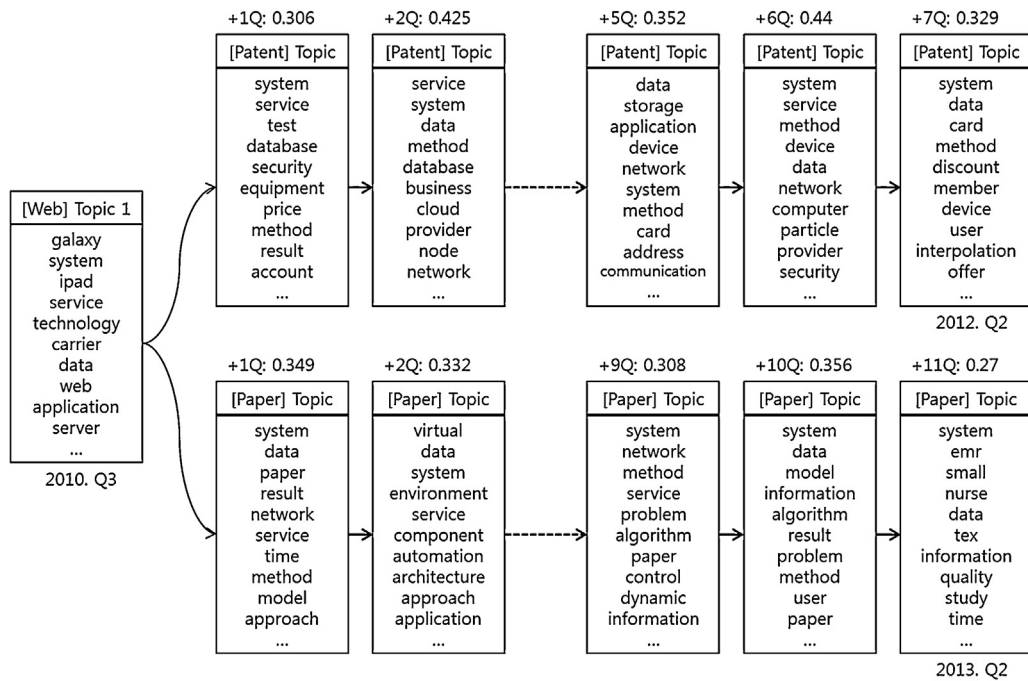 +1Q: 0.306
[Patent] Topic
system
service
test
database
security
equipment
price
method
result
account
...
+2Q: 0.425
[Patent] Topic
service
system
data
method
database
business
cloud
provider
node
network
...
+5Q: 0.352
[Patent] Topic
data
storage
application
device
network
system
method
card
address
communication
...
+6Q: 0.44
[Patent] Topic
system
service
method
device
data
network
computer
particle
provider
security
...
+7Q: 0.329
[Patent] Topic
system
data
card
method
discount
member
device
user
interpolation
offer
...
2012. Q2
[Web] Topic 1
galaxy
system
ipad
service
technology
carrier
data
web
application
server
...
2010. Q3
+1Q: 0.349
[Paper] Topic
system
data
paper
result
network
service
time
method
model
approach
...
+2Q: 0.332
[Paper] Topic
virtual
data
system
environment
service
component
automation
architecture
approach
application
...
+9Q: 0.308
[Paper] Topic
system
network
method
service
problem
algorithm
paper
control
dynamic
information
...
+10Q: 0.356
[Paper] Topic
system
data
model
information
algorithm
result
problem
method
user
paper
...
+11Q: 0.27
[Paper] Topic
system
emr
small
nurse
data
tex
information
quality
study
time
...
2013. Q2